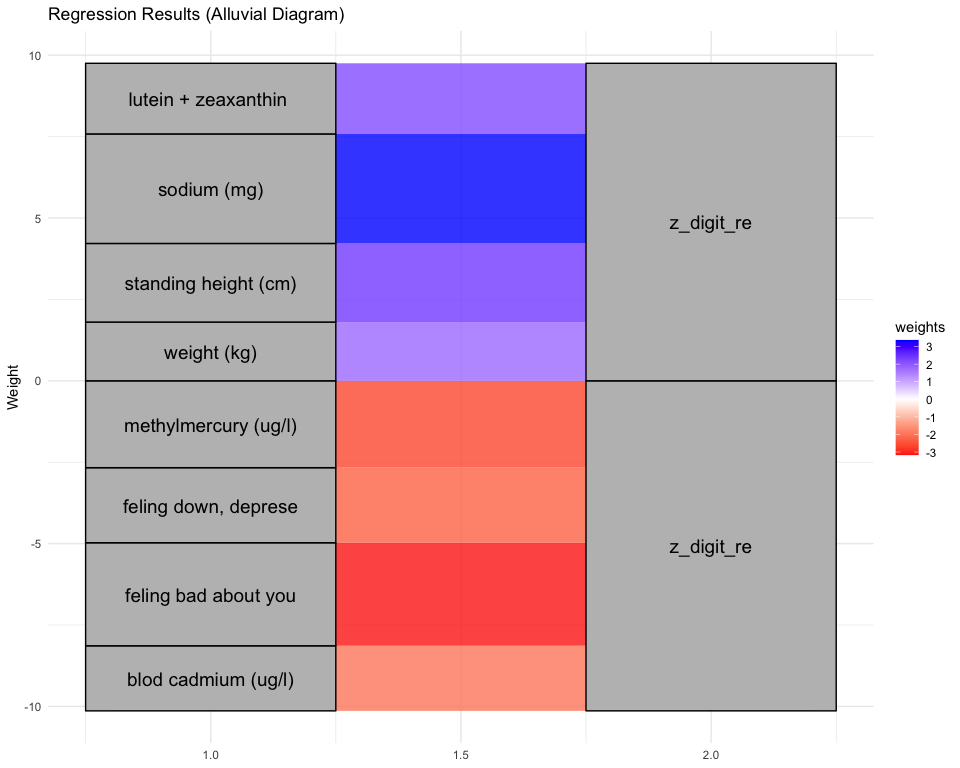 Regression Results (Alluvial Diagram)
10
5
0
-5
-10
Weight
lutein + zeaxanthin
sodium (mg)
standing height (cm)
weight (kg)
methylmercury (ug/l)
feling down, deprese
feling bad about you
blod cadmium (ug/l)
z_digit_re
z_digit_re
weights
3
2
1
0
-1
-2
-3
1.0
1.5
2.0